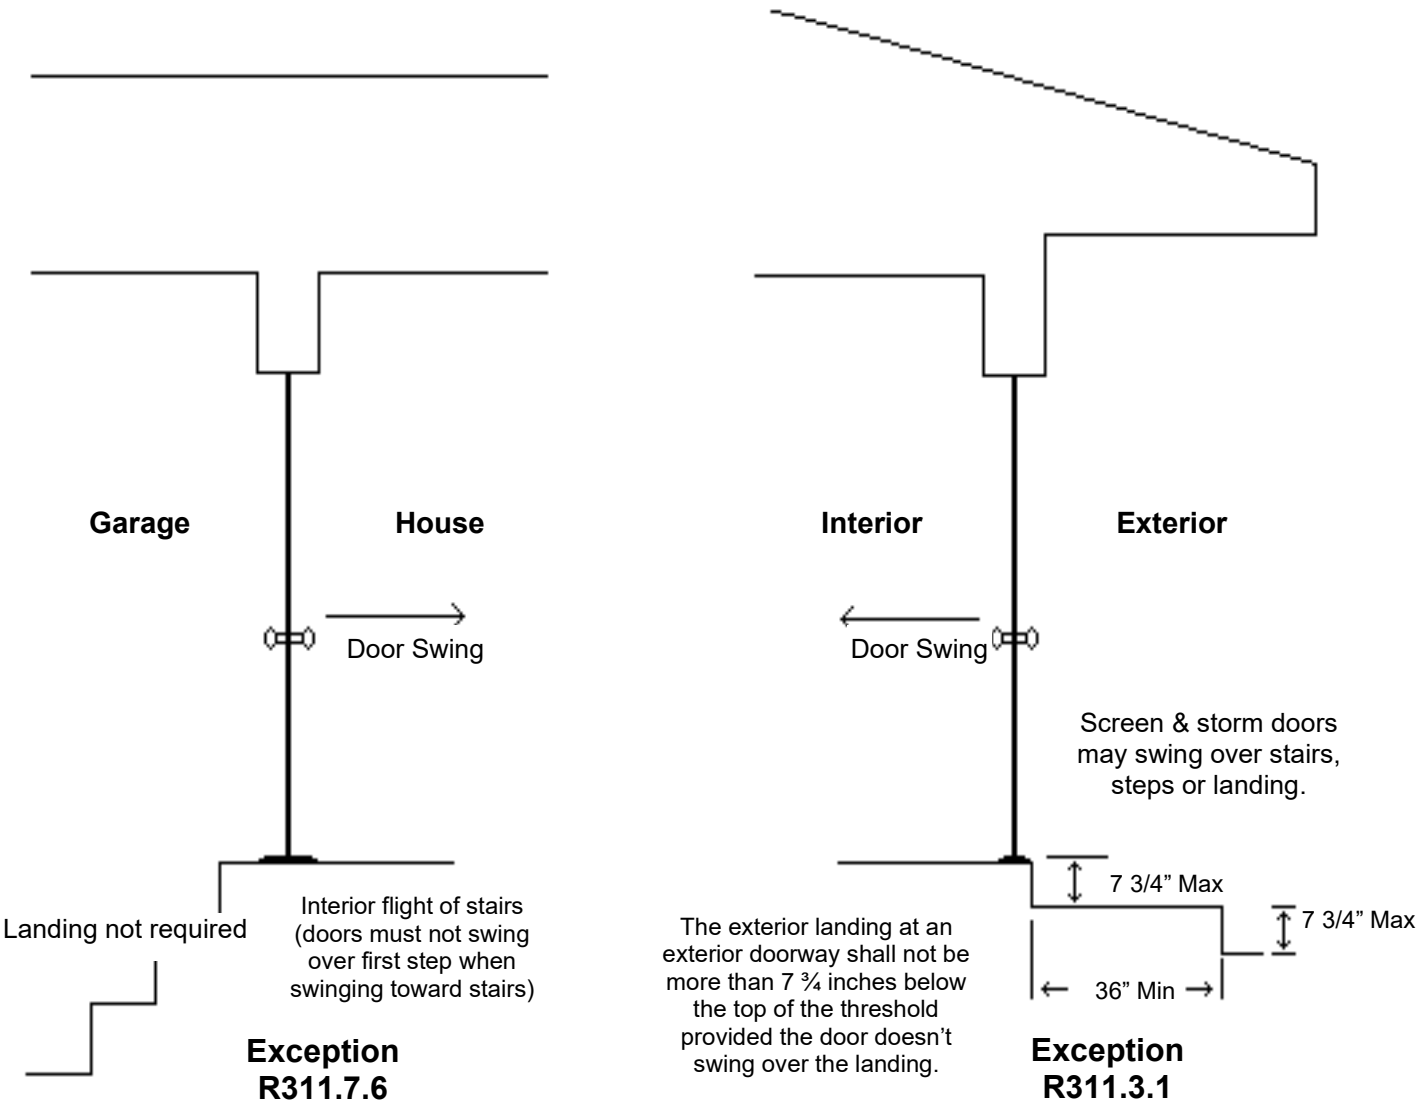 Garage
House
Door Swing
Landing not required
Interior flight of stairs
(doors must not swing
over first step when
swinging toward stairs)
Exception
R311.7.6
Interior
Exterior
Door Swing
Screen & storm doors
may swing over stairs,
steps or landing.
7 3/4” Max
7 3/4” Max
36” Min
The exterior landing at an
exterior doorway shall not be
more than 7 ¾ inches below
the top of the threshold
provided the door doesn’t
swing over the landing.
Exception
R311.3.1